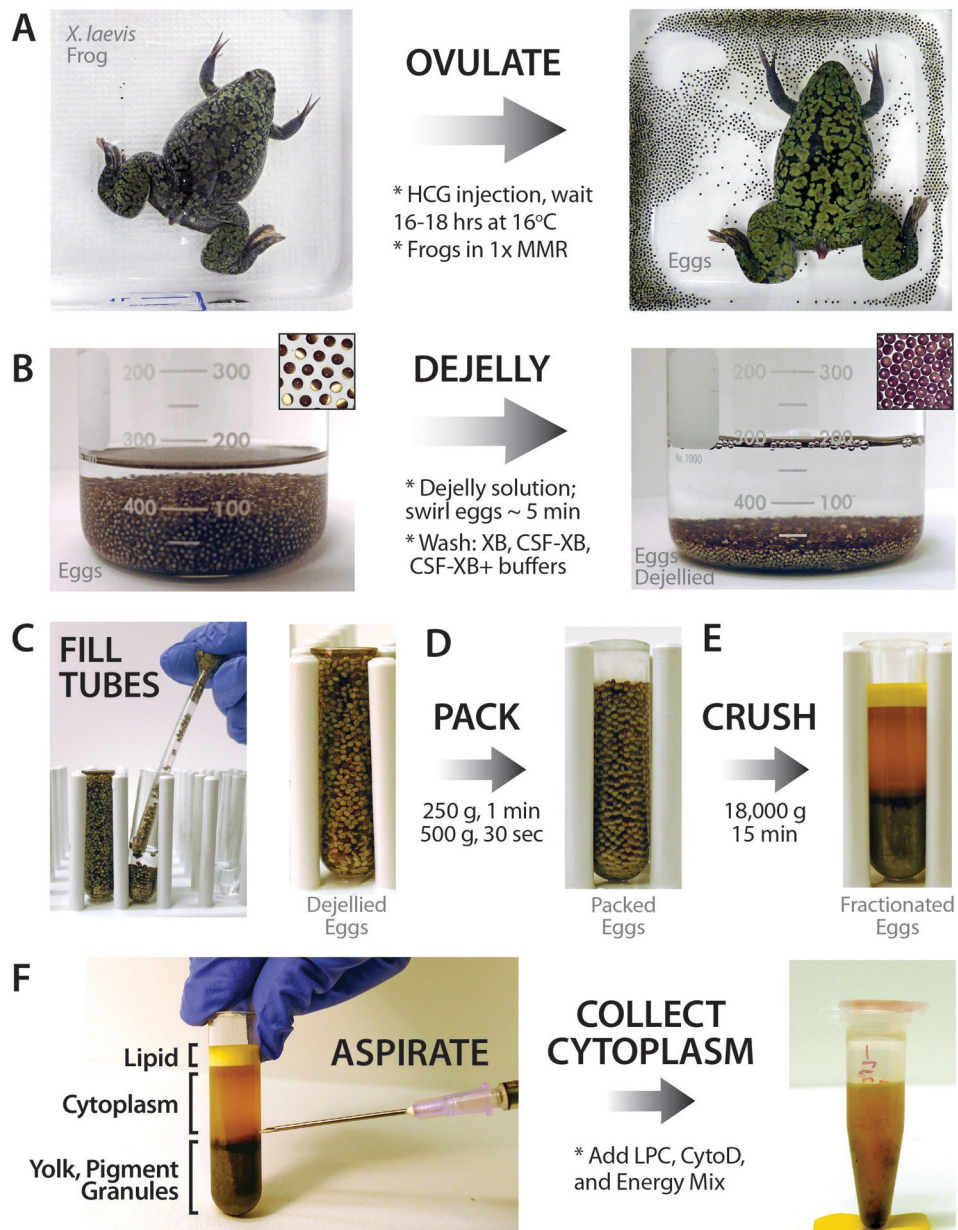 A
X. laevis
Frog
OVULATE
* HCG injection, wait
16-18 hrs at 16ºC
* Frogs in 1x MMR
Eggs
B
200 300
300 200
400 100
Eggs
DEJELLY
* Dejelly solution;
swirl eggs ~ 5 min
* Wash: XB, CSF-XB,
CSF-XB+ buffers
200 300
300 200
No. 1000
400 100
Eggs
Dejellied
C
FILL
TUBES
Dejellied
Eggs
D
PACK
250 g, 1 min
500 g, 30 sec
Packed
Eggs
E
CRUSH
18,000 g
15 min
Fractionated
Eggs
F
Lipid
Cytoplasm
Yolk, Pigment
Granules
ASPIRATE
COLLECT
CYTOPLASM
* Add LPC, CytoD,
and Energy Mix